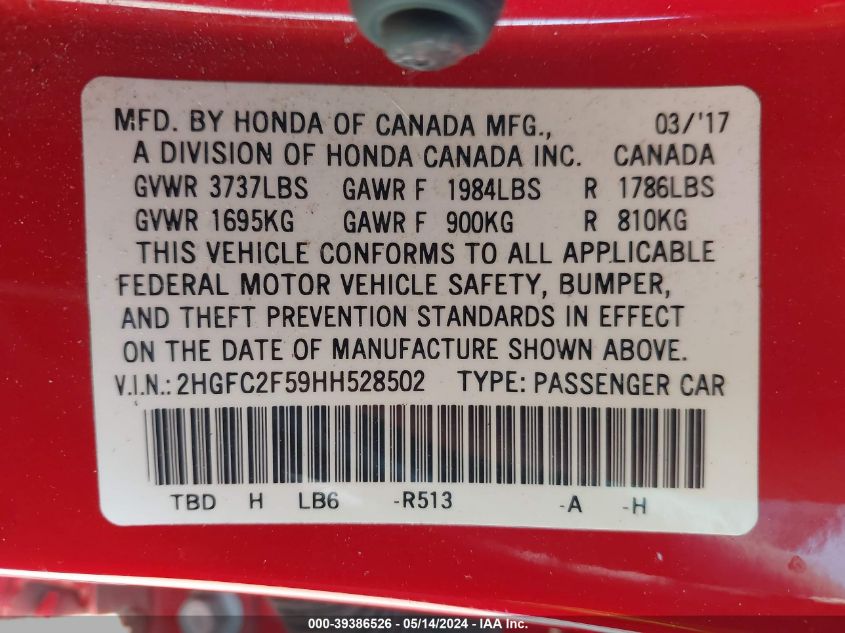 MFD. BY HONDA OF CANADA MFG., 03/'17
A DIVISION OF HONDA CANADA INC. CANADA
GVWR 3737LBS GAWR F 1984LBS R 1786LBS
GVWR 1695KG GAWR F 900KG R 810KG
THIS VEHICLE CONFORMS TO ALL APPLICABLE
FEDERAL MOTOR VEHICLE SAFETY, BUMPER,
AND THEFT PREVENTION STANDARDS IN EFFECT
ON THE DATE OF MANUFACTURE SHOWN ABOVE.
V.I.N.: 2HGFC2F59HH528502 TYPE: PASSENGER CAR
TBD H LB6 -R513 -A -H
000-39386526 - 05/14/2024 - IAA Inc.